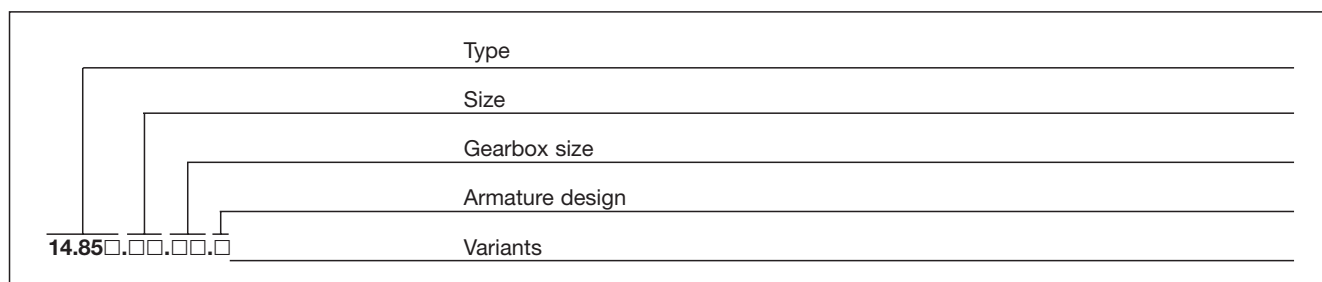 Type
Size
Gearbox size
Armature design
14.85□.□□.□□.□ Variants